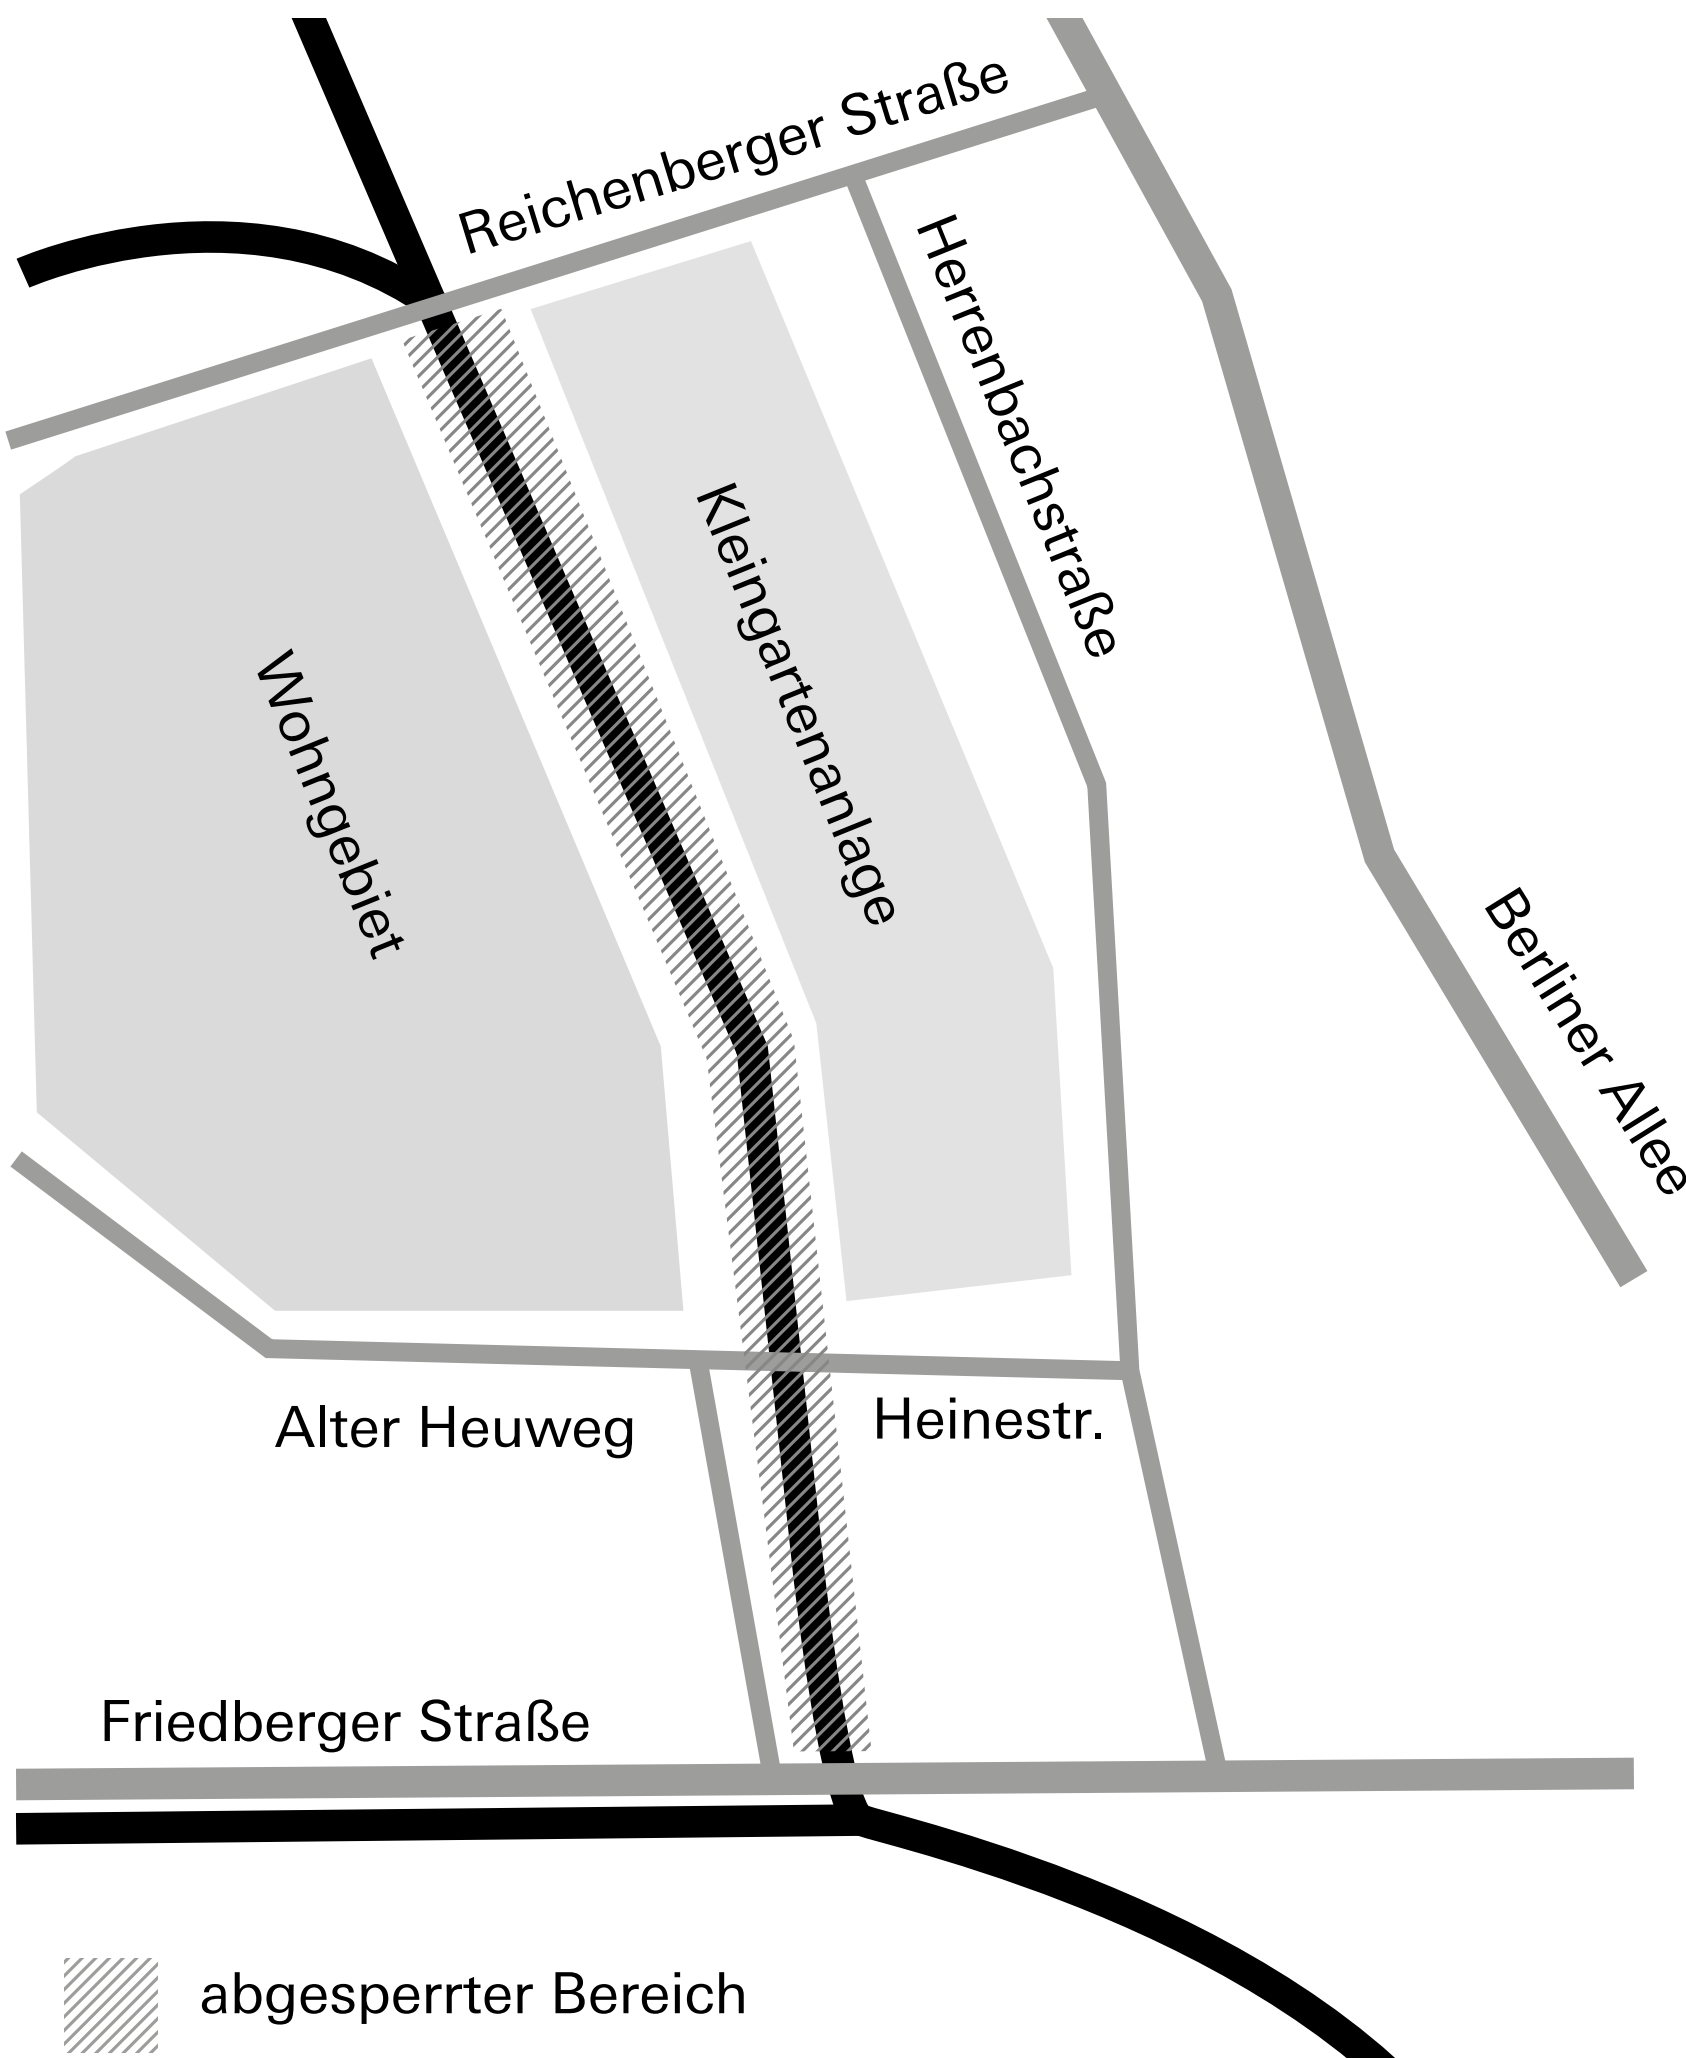 Reichenberger Straße
Herrenbachstraße
Kleingartenanlage
Wohngebiet
Berliner Allee
Alter Heuweg
Heinestr.
Friedberger Straße
abgesperrter Bereich